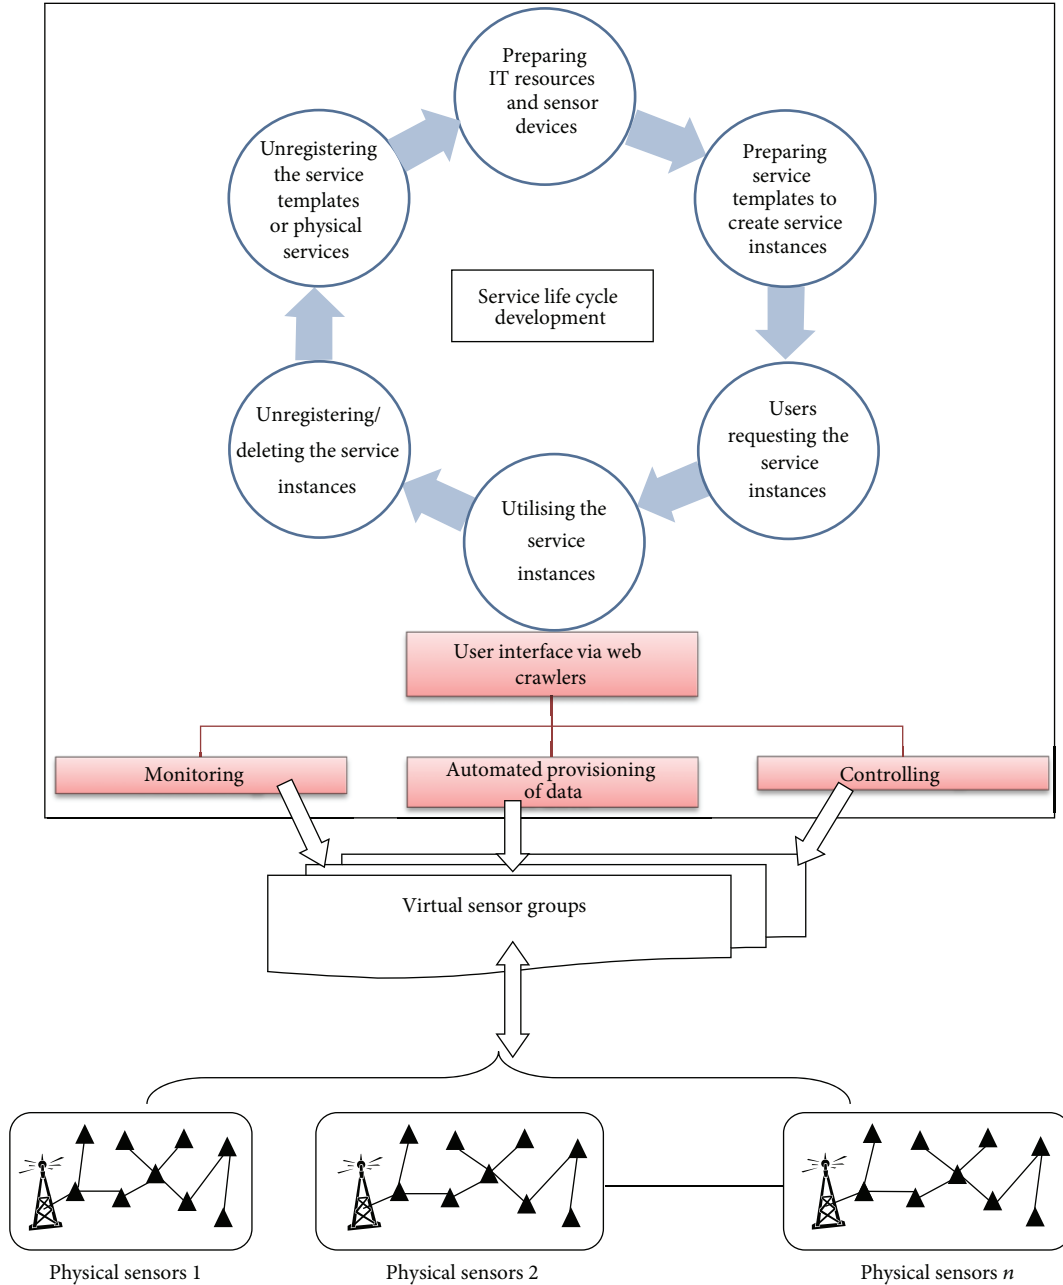 Preparing
IT resources
and sensor
devices
Unregistering
the service
templates
or physical
services
Preparing
service
templates to
create service
instances
Service life cycle
development
Unregistering/
deleting the service
instances
Users
requesting the
service
instances
Utilising the
service
instances
User interface via web
crawlers
Monitoring
Automated provisioning
of data
Controlling
Virtual sensor groups
Physical sensors 1
Physical sensors 2
Physical sensors n